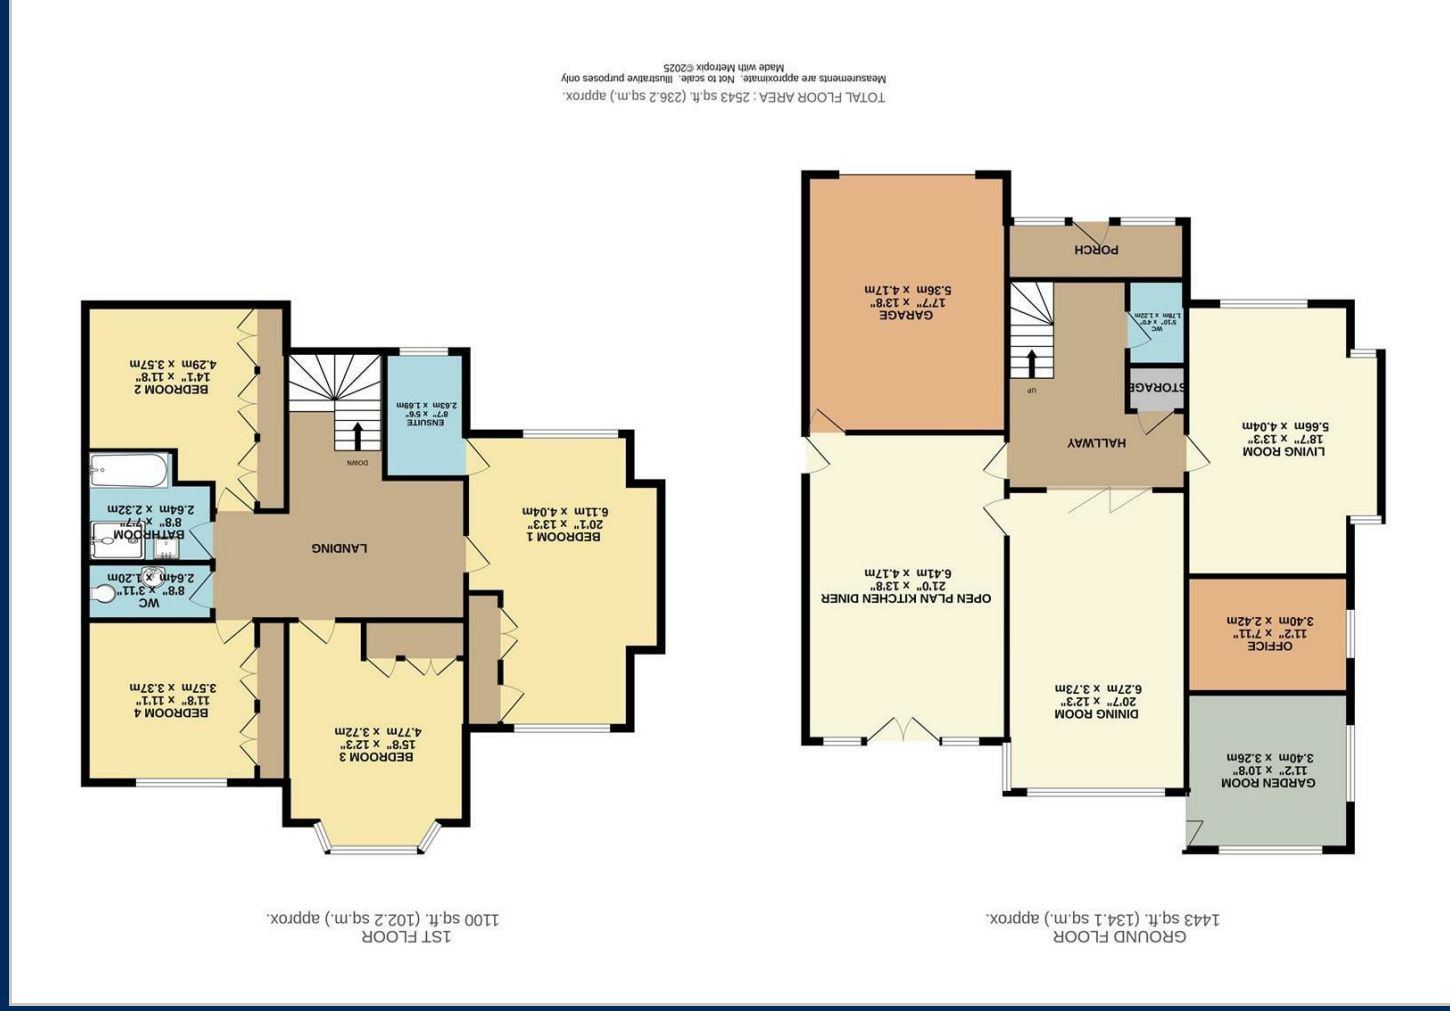 GROUND FLOOR
1443 sq.ft. (134.1 sq.m.) approx.
GARDEN ROOM
11'2" x 10'8"
3.40m x 3.26m
OFFICE
11'2" x 7'11"
3.40m x 2.42m
DINING ROOM
20'7" x 12'3"
6.27m x 3.73m
OPEN PLAN KITCHEN DINER
21'0" x 13'8"
6.41m x 4.17m
LIVING ROOM
18'7" x 13'3"
5.66m x 4.04m
HALLWAY
STORAGE
UP
WC
5'10" x 4'0"
1.78m x 1.22m
GARAGE
17'7" x 13'8"
5.36m x 4.17m
PORCH
1ST FLOOR
1100 sq.ft. (102.2 sq.m.) approx.
BEDROOM 3
15'8" x 12'3"
4.77m x 3.72m
BEDROOM 4
11'8" x 11'1"
3.57m x 3.37m
WC
8'8" x 3'11"
2.64m x 1.20m
LANDING
BEDROOM 1
20'1" x 13'3"
6.11m x 4.04m
BATHROOM
8'8" x 7'7"
2.64m x 2.32m
DOWN
ENSUITE
8'7" x 5'6"
2.63m x 1.69m
BEDROOM 2
14'1" x 11'8"
4.29m x 3.57m
TOTAL FLOOR AREA : 2543 sq.ft. (236.2 sq.m.) approx.
Measurements are approximate. Not to scale. Illustrative purposes only
Made with Metropix ©2025